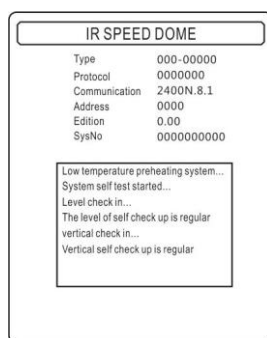 IR SPEED DOME
Type 000-00000
Protocol 0000000
Communication 2400N.8.1
Address 0000
Edition 0.00
SysNo 0000000000
Low temperature preheating system...
System self test started...
Level check in...
The level of self check up is regular
vertical check in...
Vertical self check up is regular